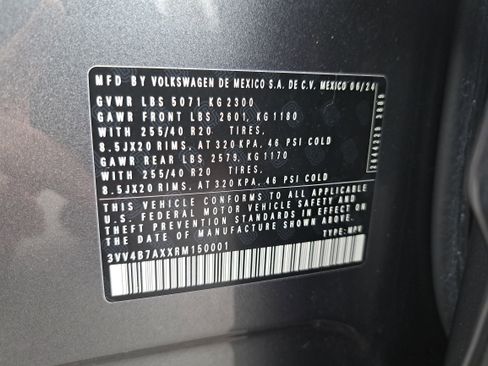 MFD BY VOLKSWAGEN DE MEXICO S.A. DE C.V. MEXICO 06/24
GVWR LBS 5071 KG 2300
GAWR FRONT LBS 2601, KG 1180
WITH 255/40 R20 TIRES,
8.5JX20 RIMS, AT 320 KPA, 46 PSI COLD
GAWR REAR LBS 2579, KG 1170
WITH 255/40 R20 TIRES,
8.5JX20 RIMS, AT 320 KPA, 46 PSI COLD
THIS VEHICLE CONFORMS TO ALL APPLICABLE
U.S. FEDERAL MOTOR VEHICLE SAFETY AND
THEFT PREVENTION STANDARDS IN EFFECT ON
THE DATE OF MANUFACTURE SHOWN ABOVE.
3VV4B7AXXRM150001 TYPE: MPV